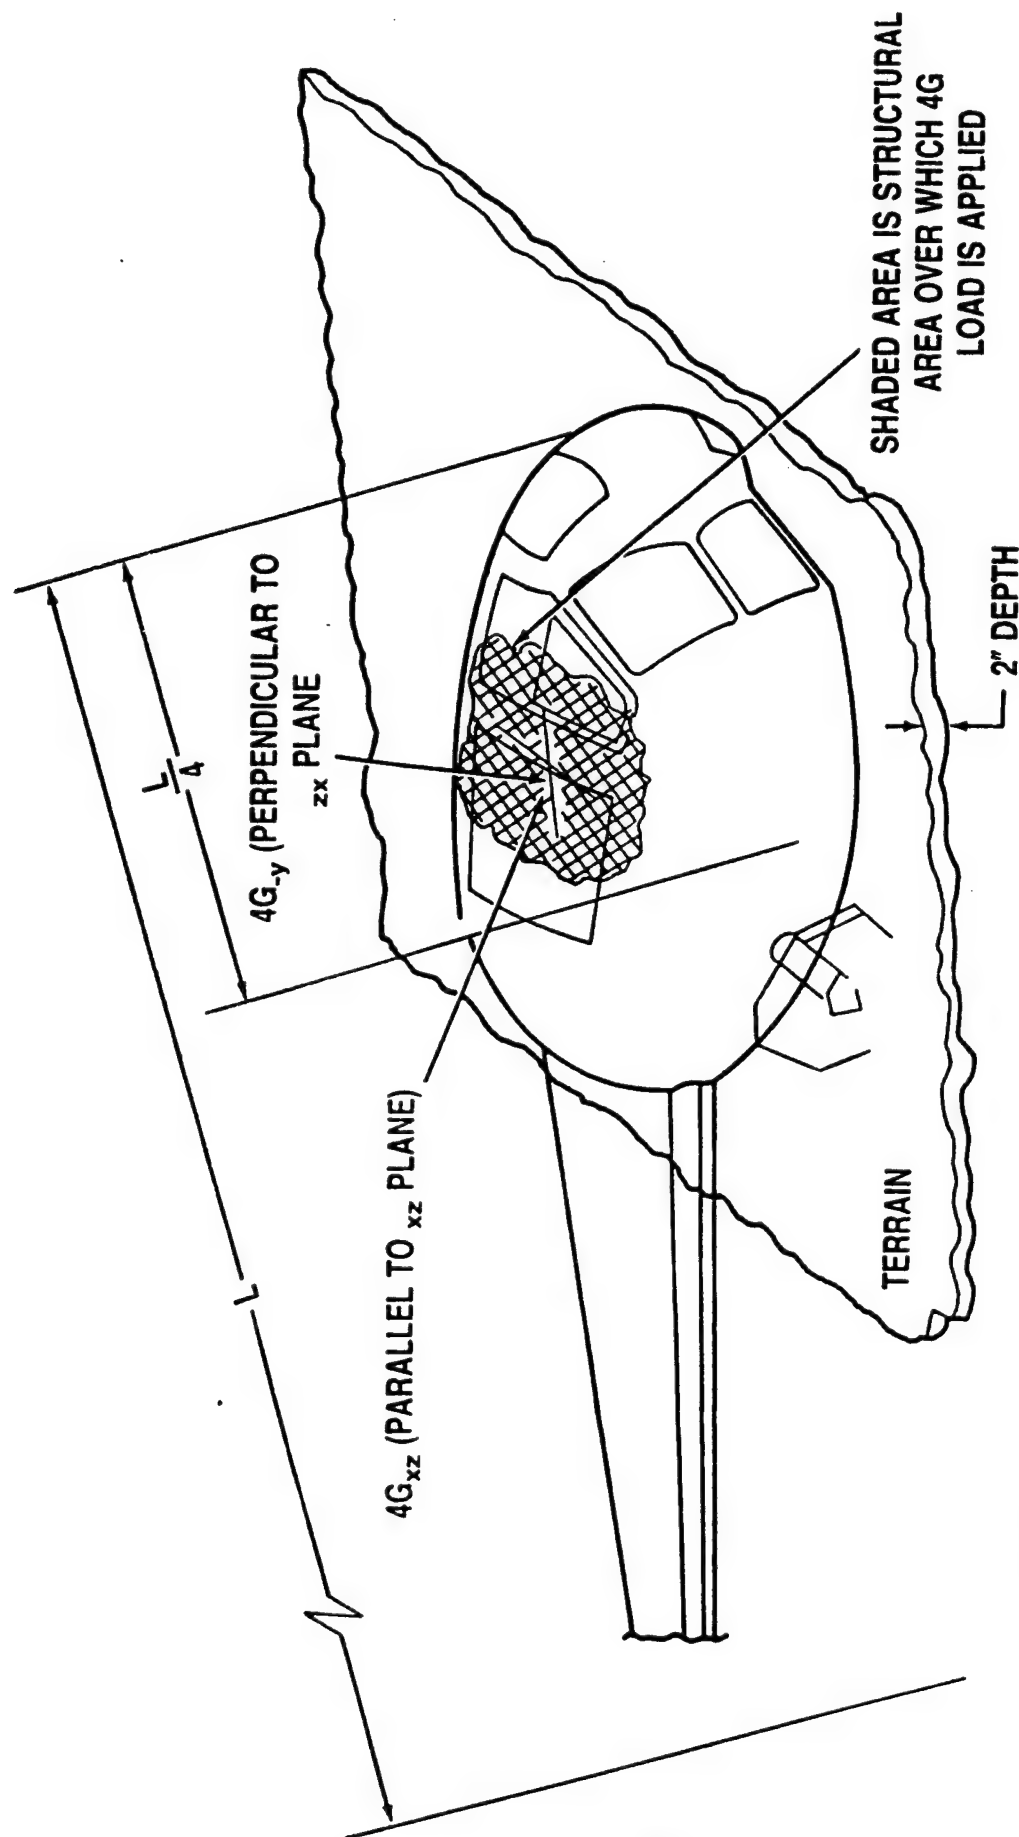 L
L
4
4G-y (PERPENDICULAR TO
zx PLANE
4Gxz (PARALLEL TO xz PLANE)
SHADED AREA IS STRUCTURAL
AREA OVER WHICH 4G
LOAD IS APPLIED
TERRAIN
2" DEPTH